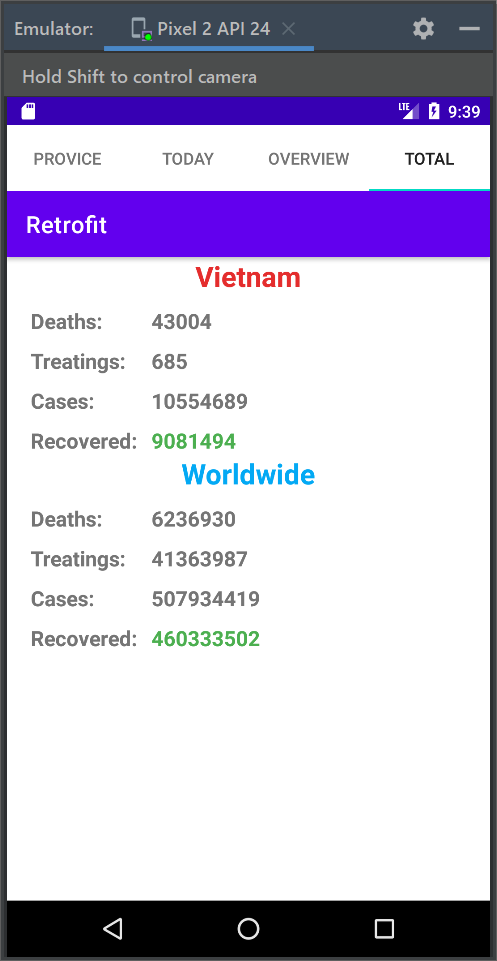 Emulator: Pixel 2 API 24
Hold Shift to control camera
LTE 9:39
PROVICE TODAY OVERVIEW TOTAL
Retrofit
Vietnam
Deaths: 43004
Treatings: 685
Cases: 10554689
Recovered: 9081494
Worldwide
Deaths: 6236930
Treatings: 41363987
Cases: 507934419
Recovered: 460333502